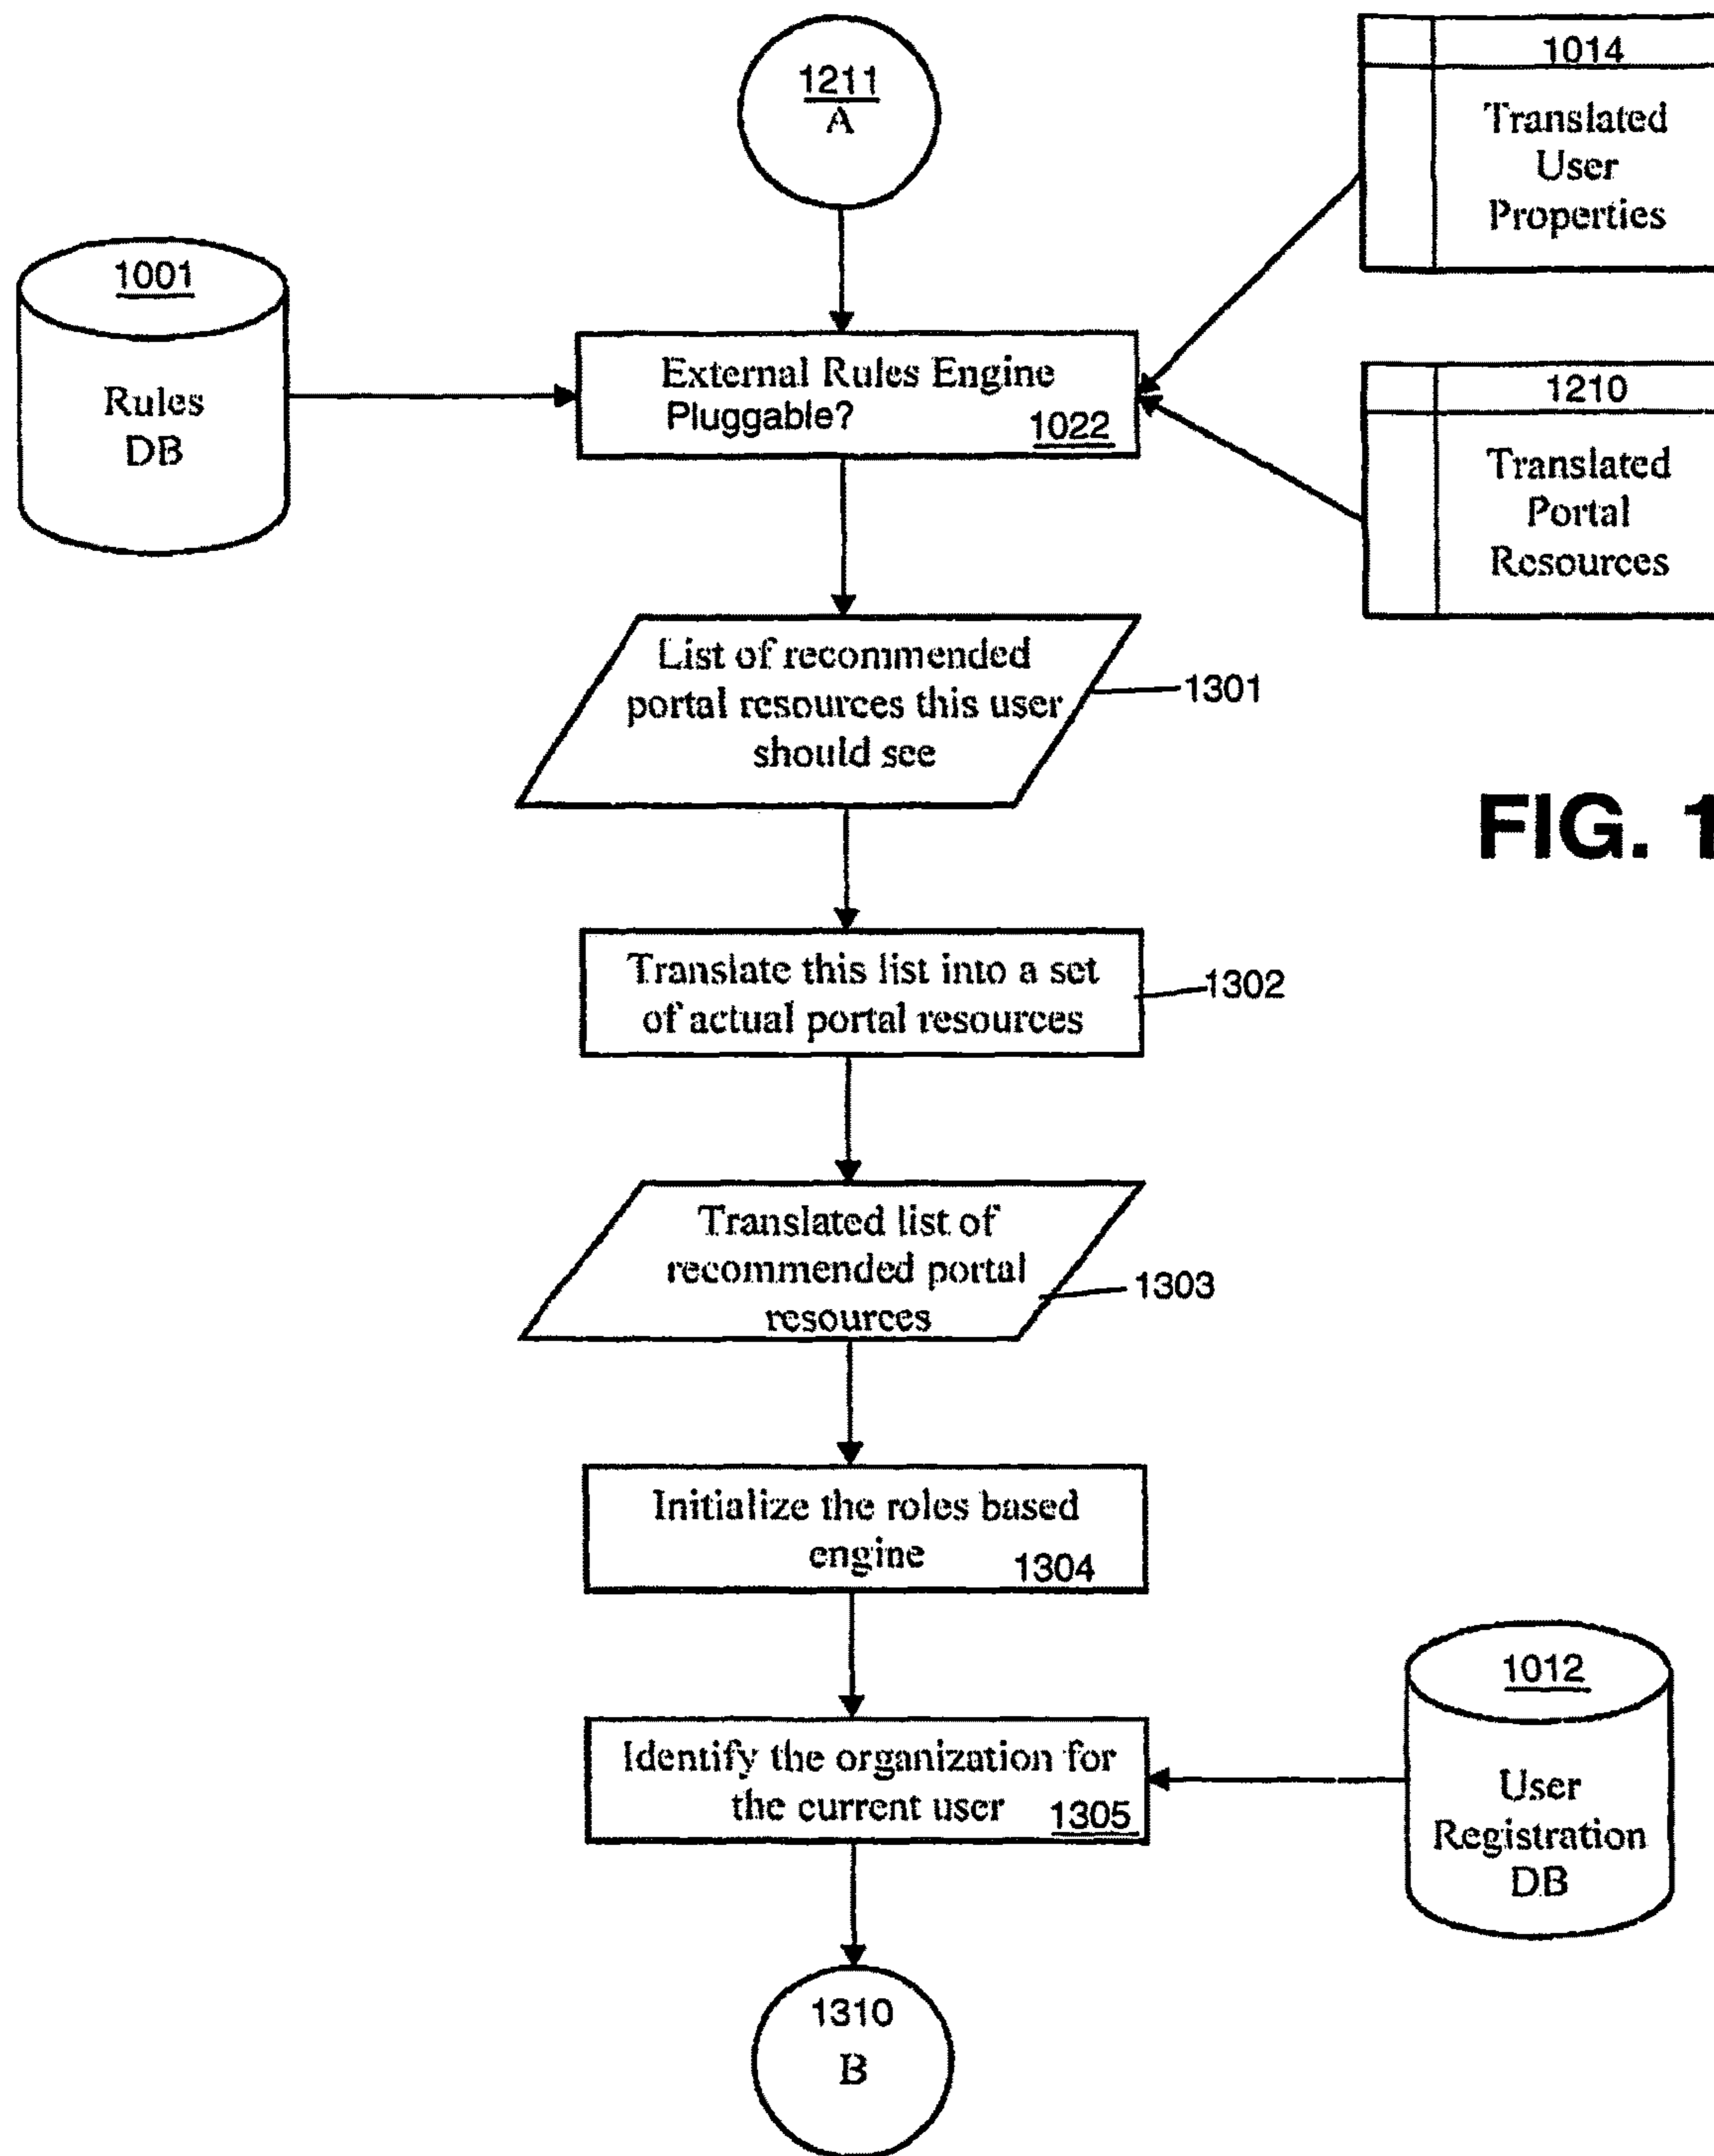 1211
A
1014
Translated
User
Properties
1001
Rules
DB
External Rules Engine
Pluggable?
1022
1210
Translated
Portal
Resources
List of recommended
portal resources this user
should see
1301
FIG. 1
Translate this list into a set
of actual portal resources
1302
Translated list of
recommended portal
resources
1303
Initialize the roles based
engine
1304
Identify the organization for
the current user
1305
1012
User
Registration
DB
1310
B